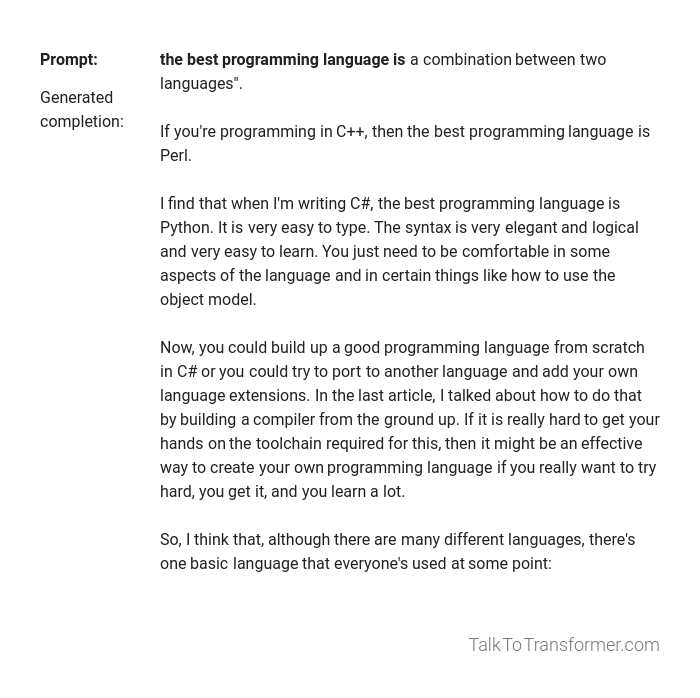 Prompt:
the best programming language is a combination between two
languages".
Generated
completion:
If you're programming in C++, then the best programming language is
Perl.
I find that when I'm writing C#, the best programming language is
Python. It is very easy to type. The syntax is very elegant and logical
and very easy to learn. You just need to be comfortable in some
aspects of the language and in certain things like how to use the
object model.
Now, you could build up a good programming language from scratch
in C# or you could try to port to another language and add your own
language extensions. In the last article, I talked about how to do that
by building a compiler from the ground up. If it is really hard to get your
hands on the toolchain required for this, then it might be an effective
way to create your own programming language if you really want to try
hard, you get it, and you learn a lot.
So, I think that, although there are many different languages, there's
one basic language that everyone's used at some point:
TalkToTransformer.com